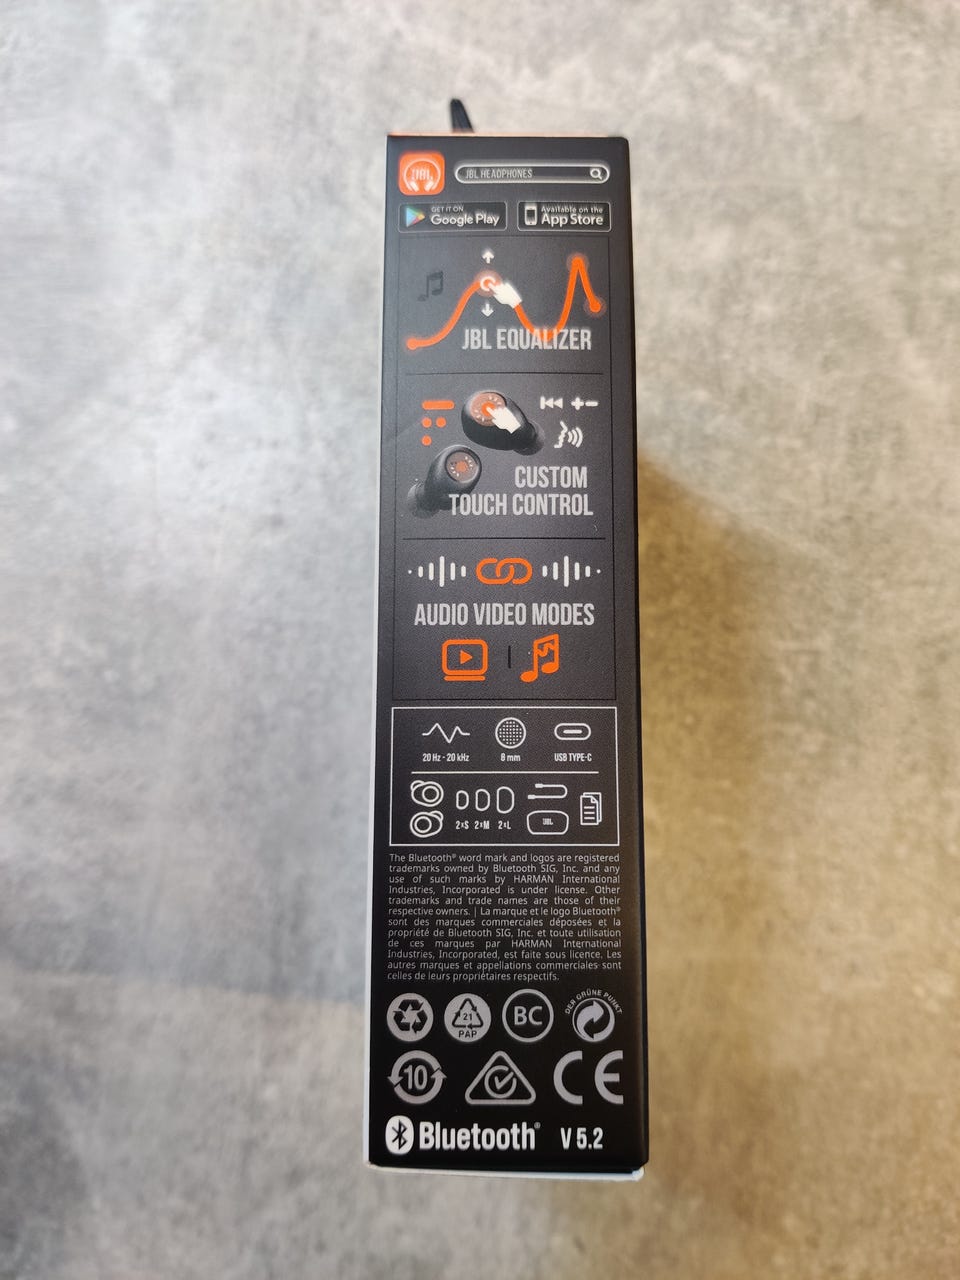 JBL
JBL HEADPHONES
GET IT ON
Google Play
Available on the
App Store
JBL EQUALIZER
CUSTOM
TOUCH CONTROL
AUDIO VIDEO MODES
20 Hz - 20 kHz
8 mm
USB TYPE-C
2xS 2xM 2xL
JBL
The Bluetooth® word mark and logos are registered
trademarks owned by Bluetooth SIG, Inc. and any
use of such marks by HARMAN International
Industries, Incorporated is under license. Other
trademarks and trade names are those of their
respective owners. | La marque et le logo Bluetooth®
sont des marques commerciales déposées et la
propriété de Bluetooth SIG, Inc. et toute utilisation
de ces marques par HARMAN International
Industries, Incorporated, est faite sous licence. Les
autres marques et appellations commerciales sont
celles de leurs propriétaires respectifs.
21
PAP
BC
DER GRÜNE PUNKT
10
CE
Bluetooth® V 5.2